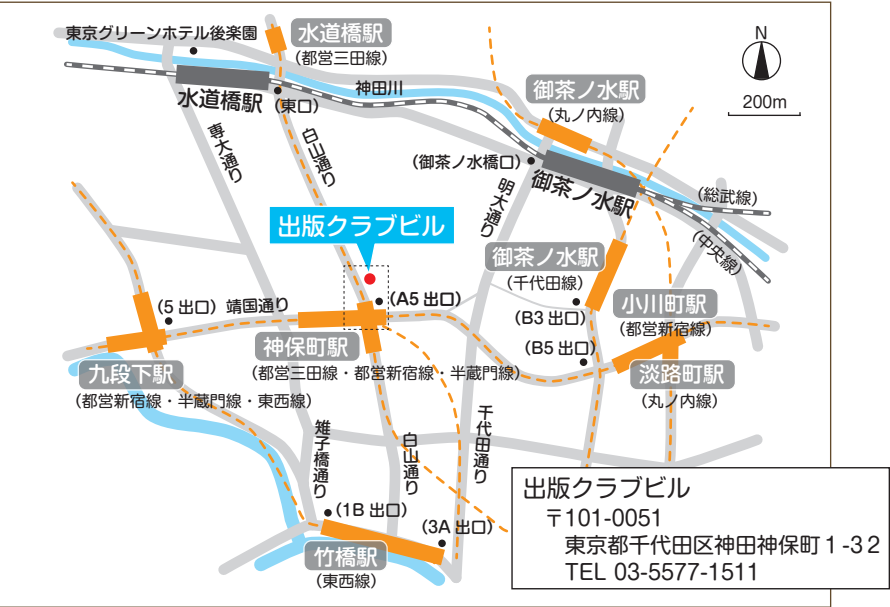 東京グリーンホテル後楽園
水道橋駅
(都営三田線)
N
200m
水道橋駅
(東口)
神田川
御茶ノ水駅
(丸ノ内線)
専大通り
白山通り
(御茶ノ水橋口)
御茶ノ水駅
明大通り
(総武線)
(中央線)
出版クラブビル
御茶ノ水駅
(千代田線)
(A5 出口)
(5 出口)
靖国通り
(B3 出口)
小川町駅
(都営新宿線)
神保町駅
(都営三田線・都営新宿線・半蔵門線)
(B5 出口)
九段下駅
(都営新宿線・半蔵門線・東西線)
淡路町駅
(丸ノ内線)
雉子橋通り
白山通り
千代田通り
(1B 出口)
(3A 出口)
竹橋駅
(東西線)
出版クラブビル
〒101-0051
東京都千代田区神田神保町 1 -3 2
TEL 03-5577-1511